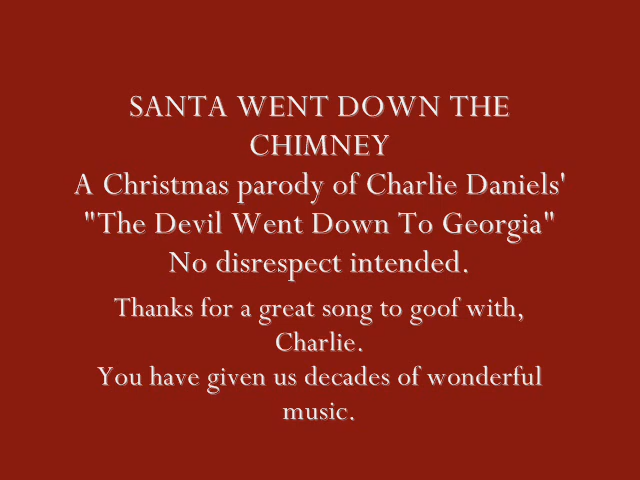 SANTA WENT DOWN THE
CHIMNEY
A Christmas parody of Charlie Daniels'
"The Devil Went Down To Georgia"
No disrespect intended.
Thanks for a great song to goof with,
Charlie.
You have given us decades of wonderful
music.